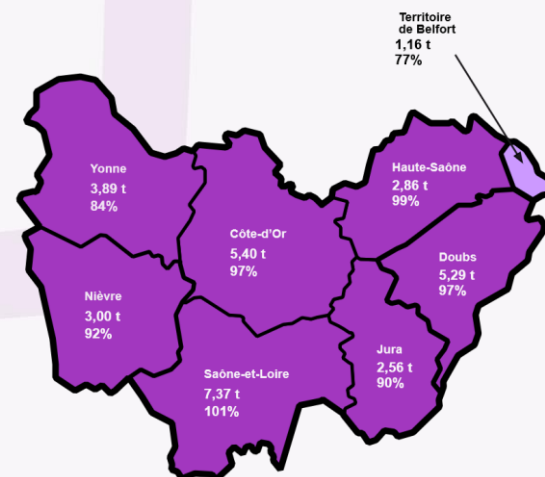 Territoire
de Belfort
1,16 t
77%
Yonne
3,89 t
84%
Haute-Saône
2,86 t
99%
Côte-d'Or
5,40 t
97%
Doubs
5,29 t
97%
Nièvre
3,00 t
92%
Saône-et-Loire
7,37 t
101%
Jura
2,56 t
90%